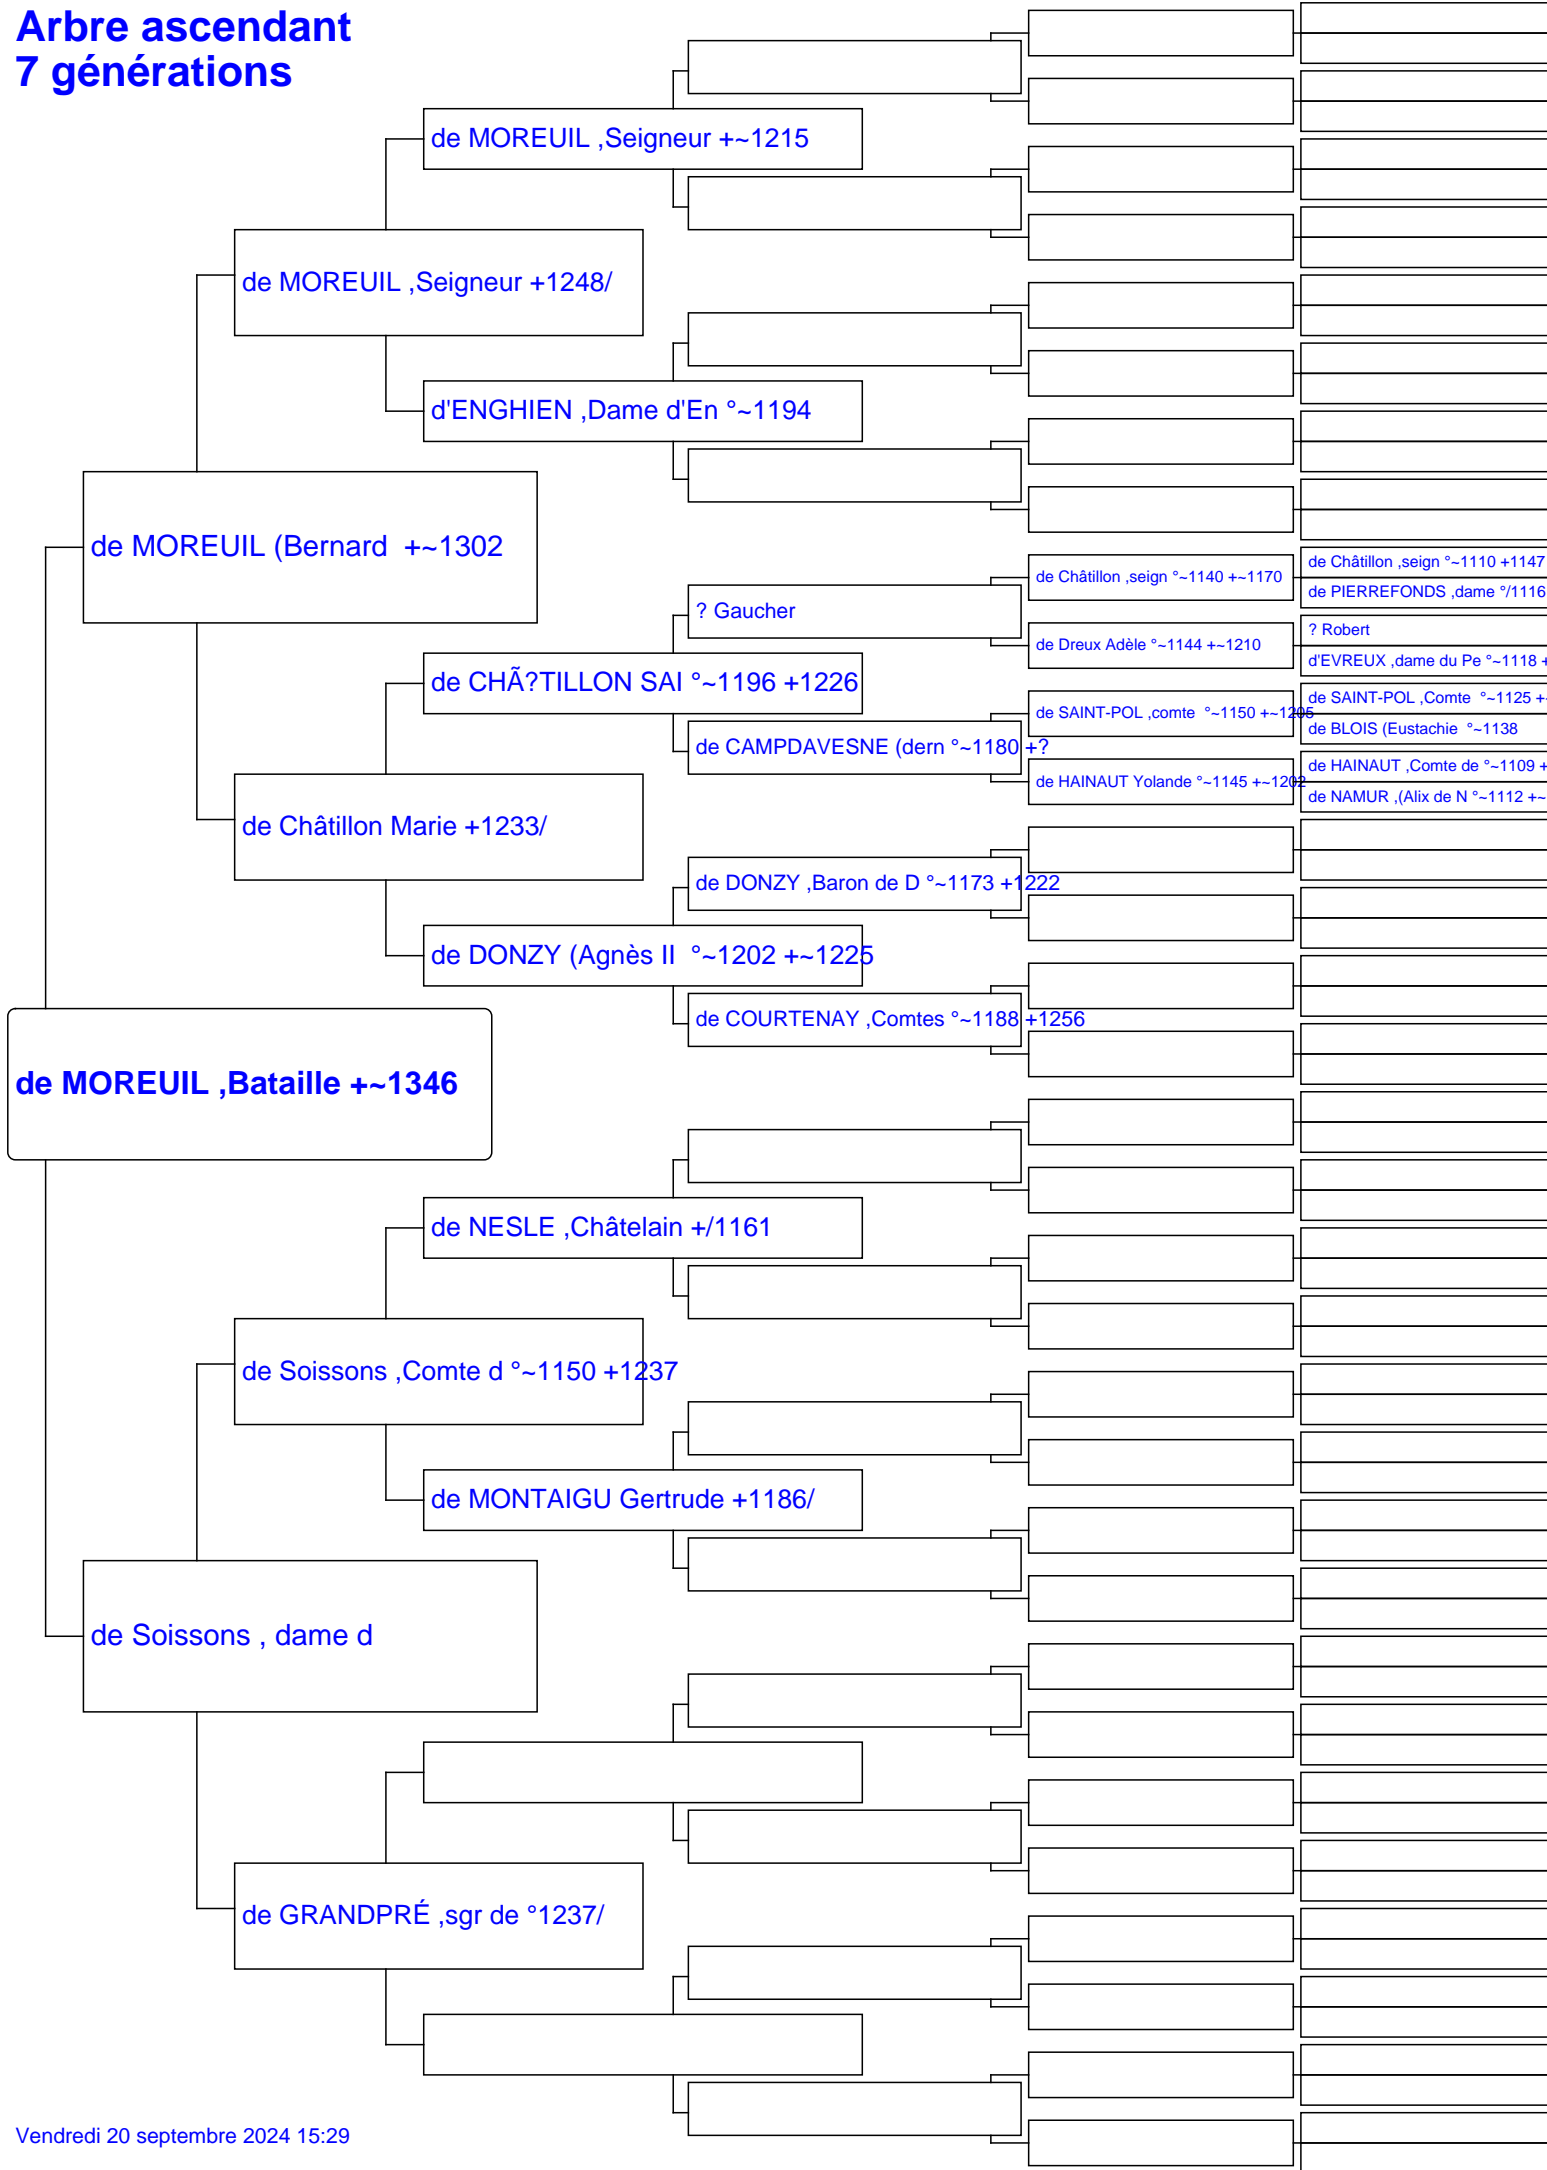 Arbre ascendant
7 générations
de MOREUIL ,Seigneur +~1215
de MOREUIL ,Seigneur +1248/
d'ENGHIEN ,Dame d'En °~1194
de MOREUIL (Bernard  +~1302
de Châtillon ,seign °~1110 +1147
de Châtillon ,seign °~1140 +~1170
de PIERREFONDS ,dame °/1116
? Gaucher
? Robert
de Dreux Adèle °~1144 +~1210
d'EVREUX ,dame du Pe °~1118 +
de CHÃ?TILLON SAI °~1196 +1226
de SAINT-POL ,Comte  °~1125 +~
de SAINT-POL ,comte  °~1150 +~1205
de BLOIS (Eustachie  °~1138
de CAMPDAVESNE (dern °~1180 +?
de HAINAUT ,Comte de °~1109 +
de HAINAUT Yolande °~1145 +~1202
de NAMUR ,(Alix de N °~1112 +~
de Châtillon Marie +1233/
de DONZY ,Baron de D °~1173 +1222
de DONZY (Agnès II  °~1202 +~1225
de COURTENAY ,Comtes °~1188 +1256
de MOREUIL ,Bataille +~1346
de NESLE ,Châtelain +/1161
de Soissons ,Comte d °~1150 +1237
de MONTAIGU Gertrude +1186/
de Soissons , dame d
de GRANDPRÉ ,sgr de °1237/
Vendredi 20 septembre 2024 15:29